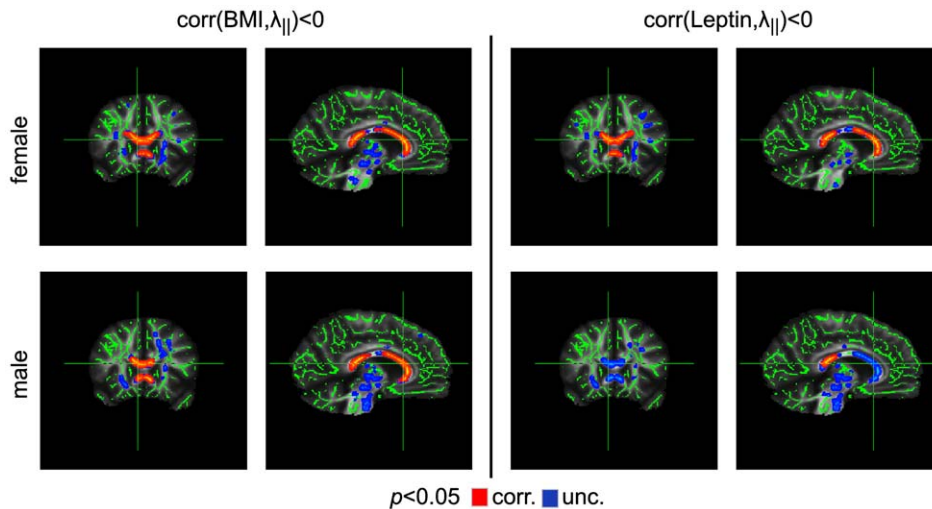 corr(BMI,λ||)<0
corr(Leptin,λ||)<0
female
male
p<0.05 corr. unc.